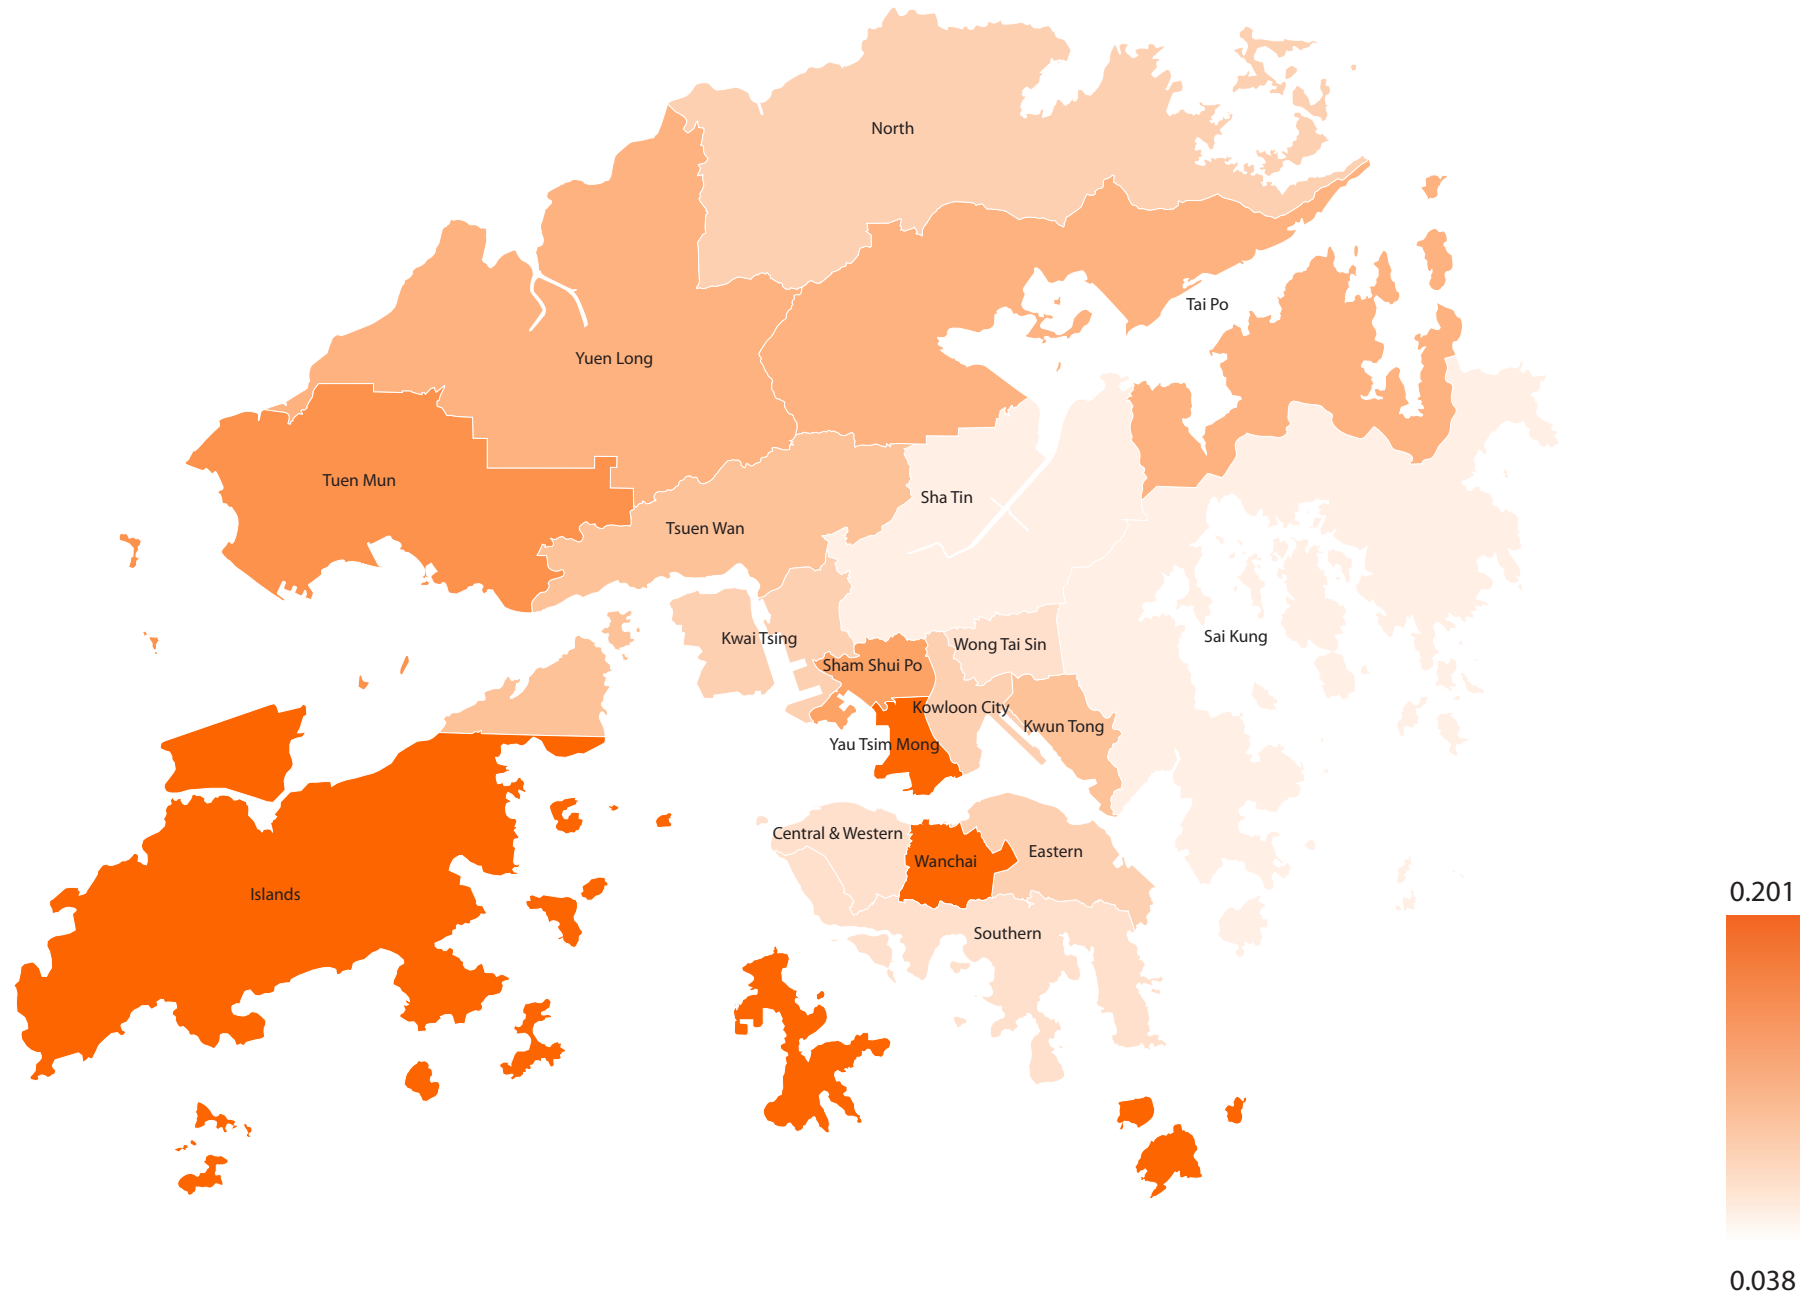 North
Tai Po
Yuen Long
Tuen Mun
Sha Tin
Tsuen Wan
Sai Kung
Kwai Tsing
Wong Tai Sin
Sham Shui Po
Kowloon City
Kwun Tong
Yau Tsim Mong
Central & Western
Eastern
Wanchai
Islands
Southern
0.201
0.038